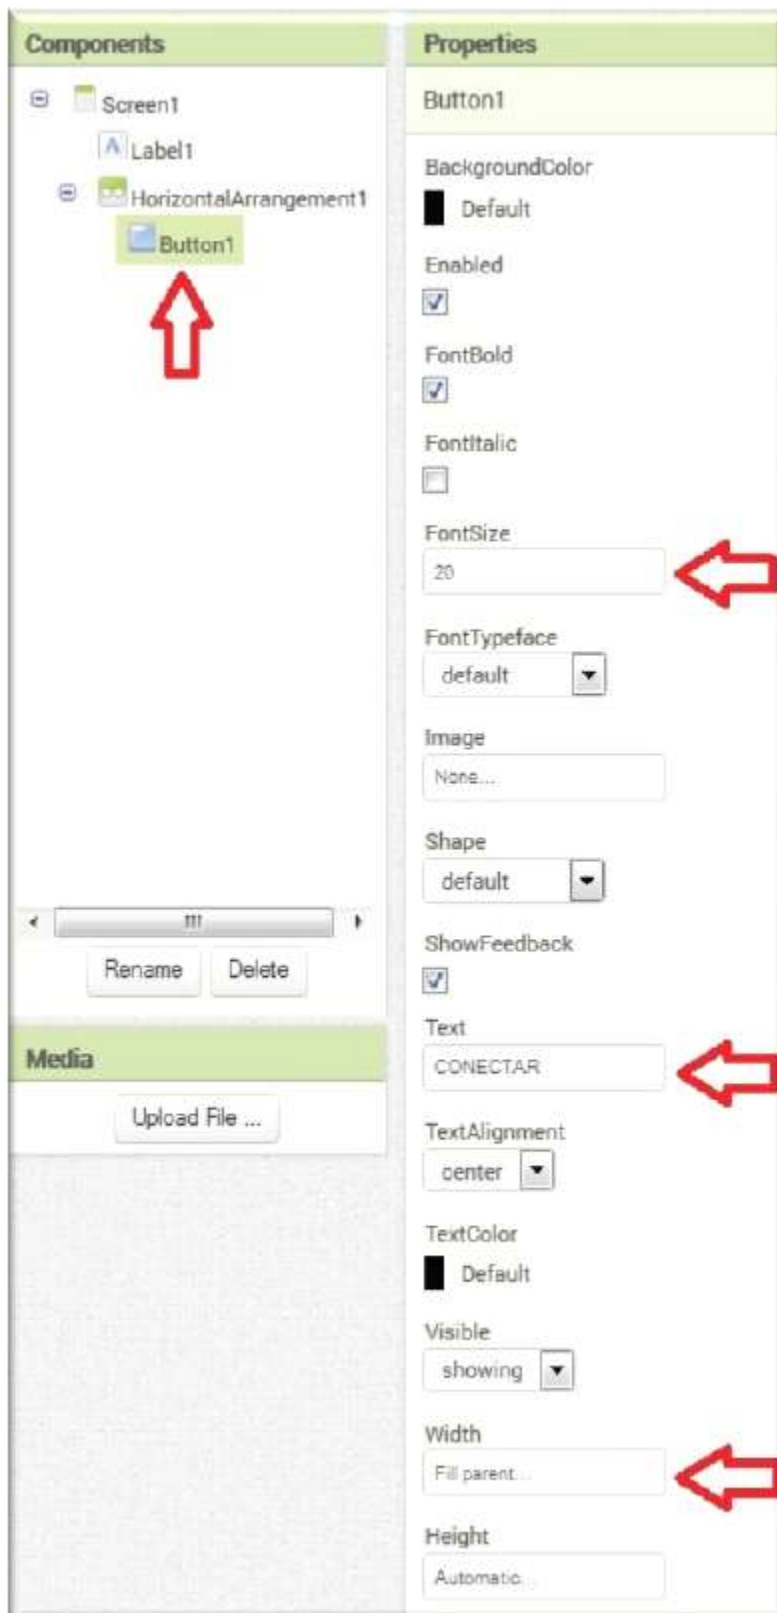 Components
Screen1
Label1
HorizontalArrangement1
Button1
Rename
Delete
Media
Upload File ...
Properties
Button1
BackgroundColor
Default
Enabled
FontBold
FontItalic
FontSize
20
FontTypeface
default
Image
None...
Shape
default
ShowFeedback
Text
CONECTAR
TextAlignment
center
TextColor
Default
Visible
showing
Width
Fill parent...
Height
Automatic...